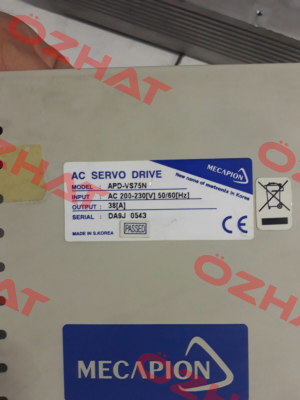 ÖZHAT
ÖZHAT
AC SERVO DRIVE
MECAPION
New name of mecatronix in Korea
MODEL : APD-VS75N
INPUT : AC 200-230[V] 50/60[Hz]
OUTPUT : 38[A]
SERIAL : DA9J 0543
PASSED
MADE IN S.KOREA
CE
ÖZHAT
ÖZHAT
MECAPION
ÖZHAT